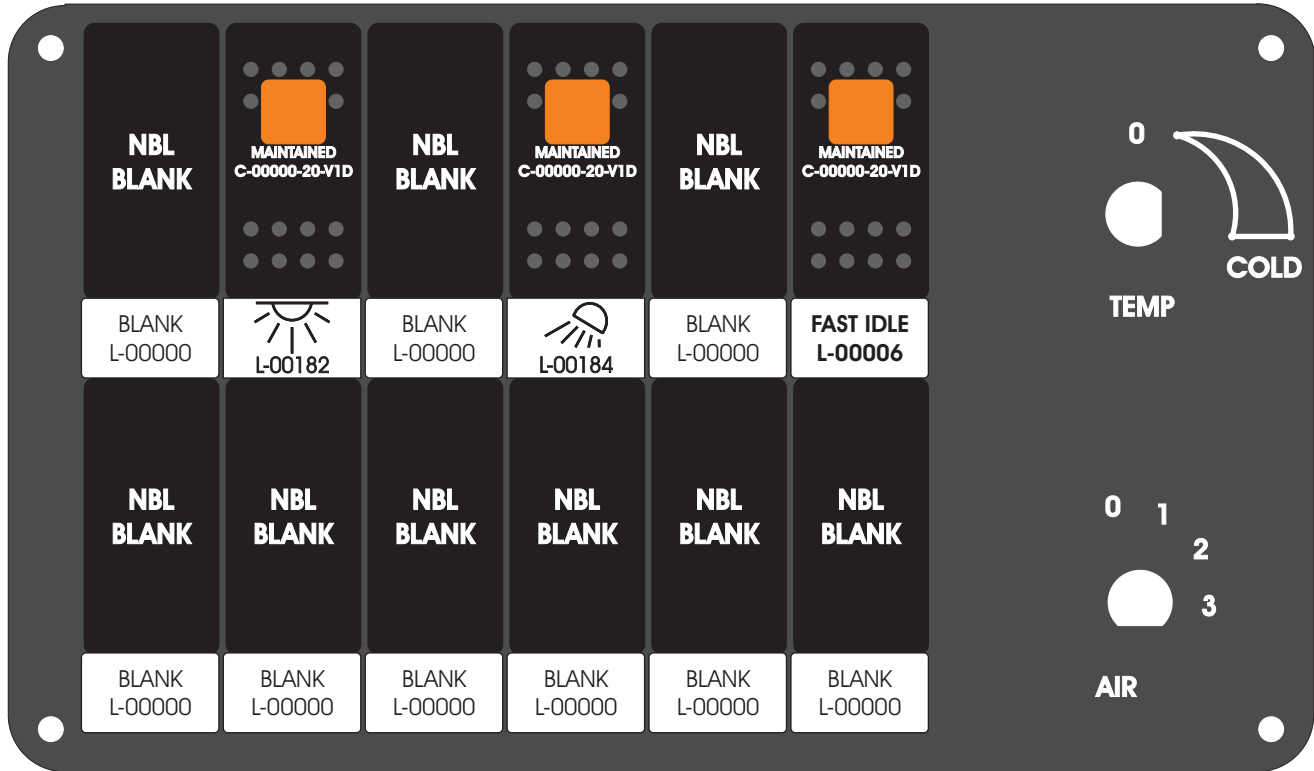 NBL
BLANK
MAINTAINED
C-00000-20-V1D
NBL
BLANK
MAINTAINED
C-00000-20-V1D
NBL
BLANK
MAINTAINED
C-00000-20-V1D
BLANK
L-00000
L-00182
BLANK
L-00000
L-00184
BLANK
L-00000
FAST IDLE
L-00006
0
COLD
TEMP
NBL
BLANK
NBL
BLANK
NBL
BLANK
NBL
BLANK
NBL
BLANK
NBL
BLANK
BLANK
L-00000
BLANK
L-00000
BLANK
L-00000
BLANK
L-00000
BLANK
L-00000
BLANK
L-00000
0
1
2
3
AIR